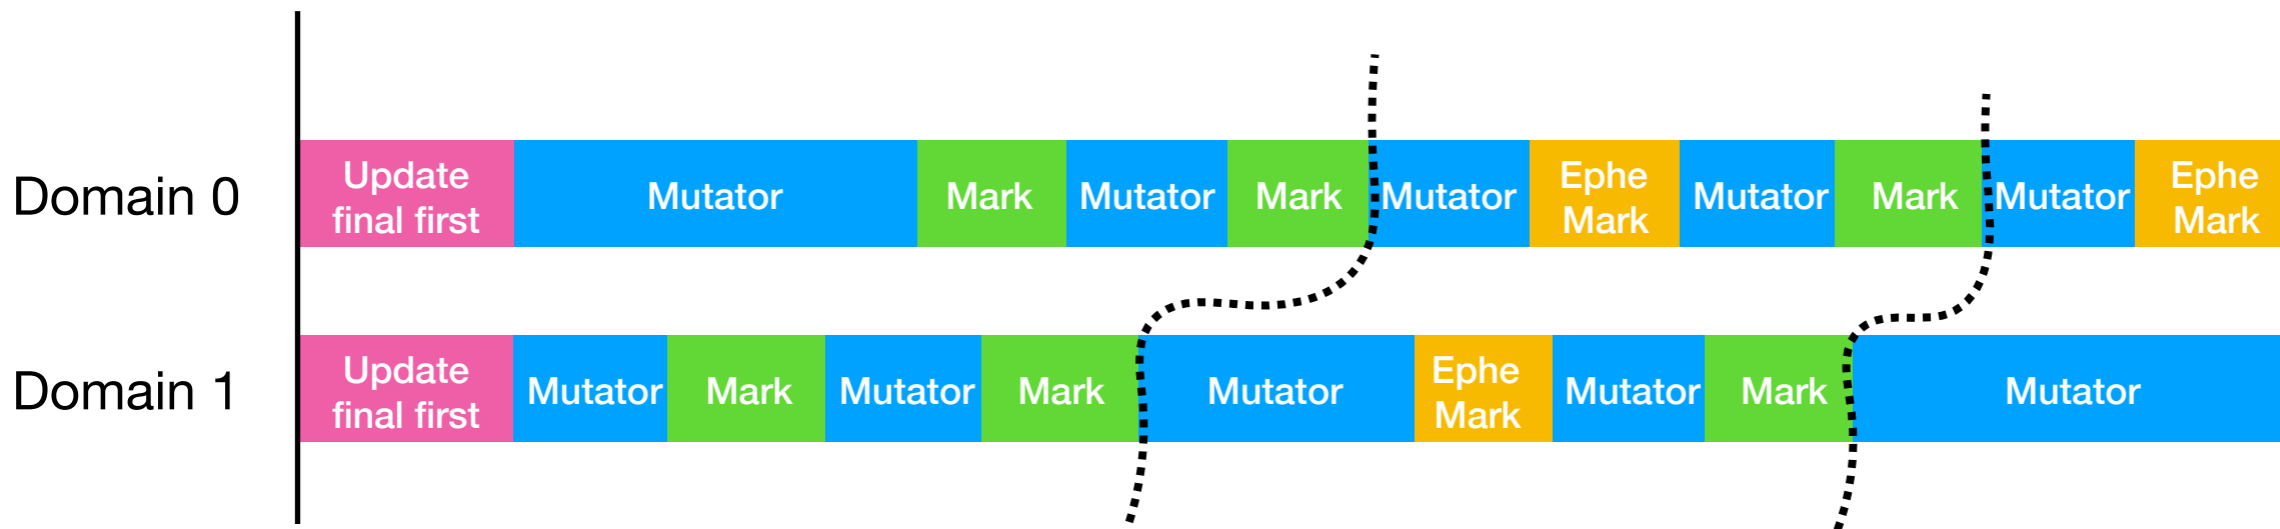 Domain 0
Update
final first
Mutator
Mark
Mutator
Mark
Mutator
Ephe
Mark
Mutator
Mark
Mutator
Ephe
Mark
Domain 1
Update
final first
Mutator
Mark
Mutator
Mark
Mutator
Ephe
Mark
Mutator
Mark
Mutator